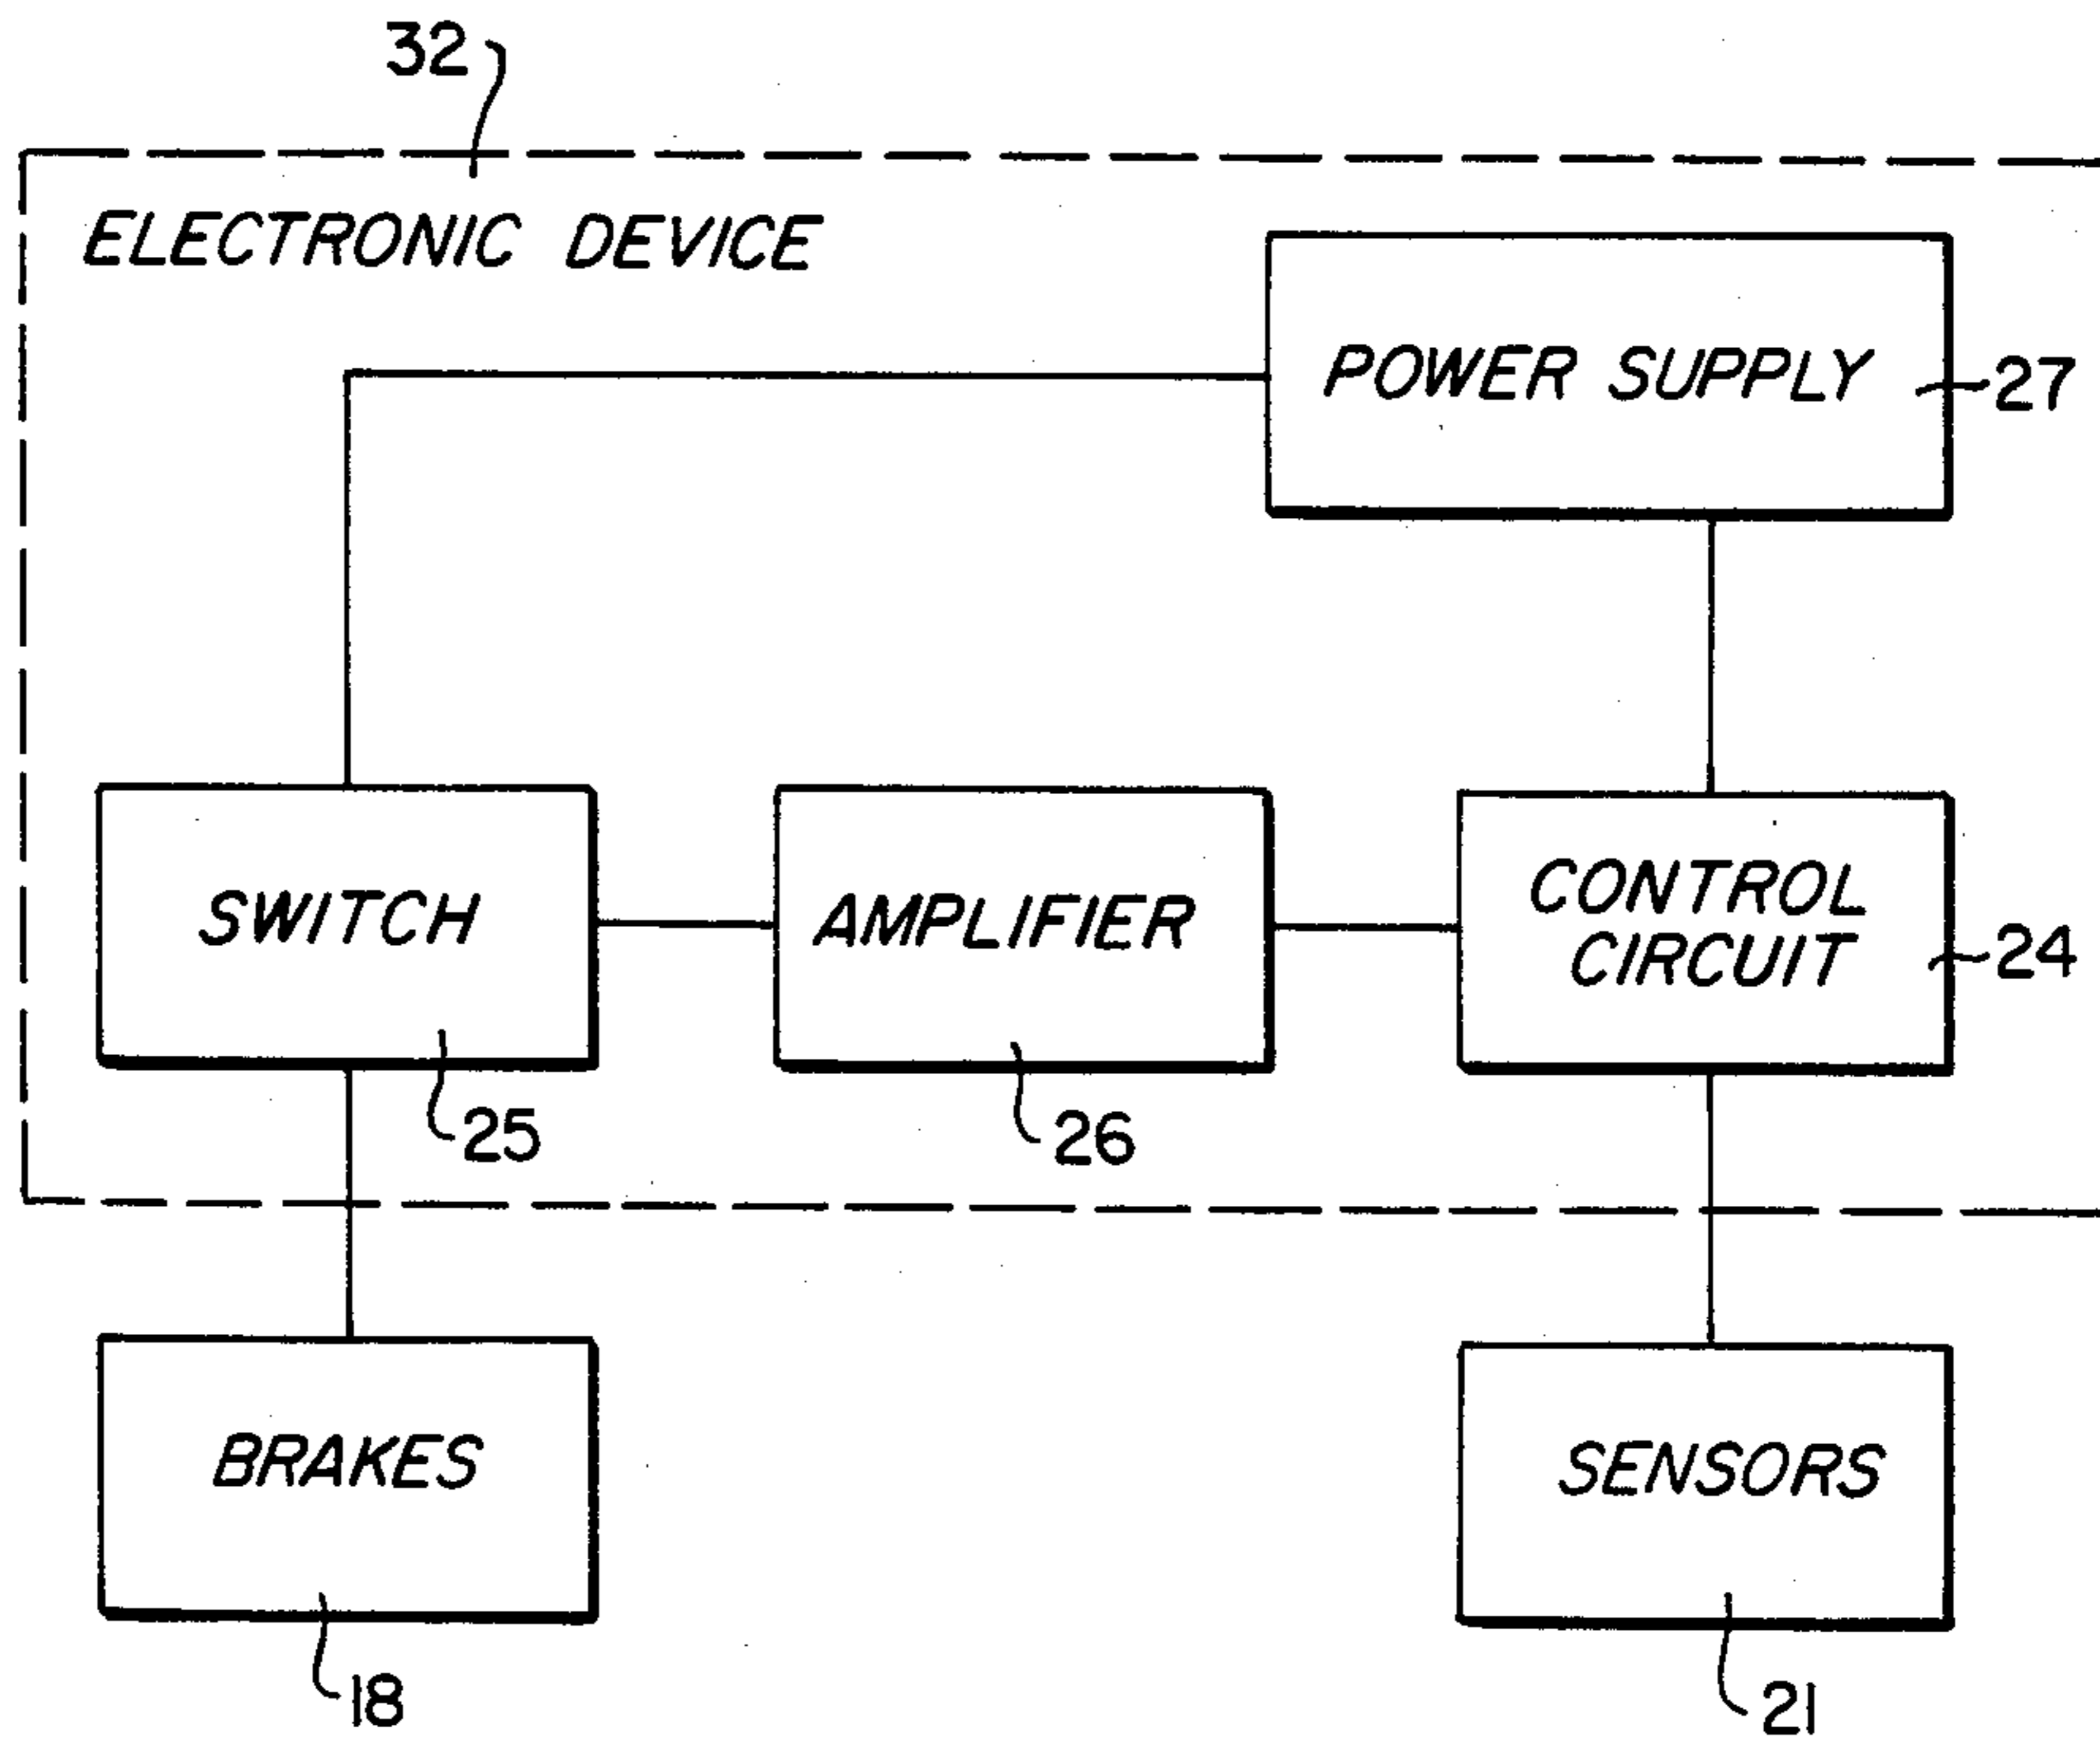 32
ELECTRONIC DEVICE
POWER SUPPLY
27
SWITCH
AMPLIFIER
CONTROL
CIRCUIT
24
25
26
BRAKES
SENSORS
18
21